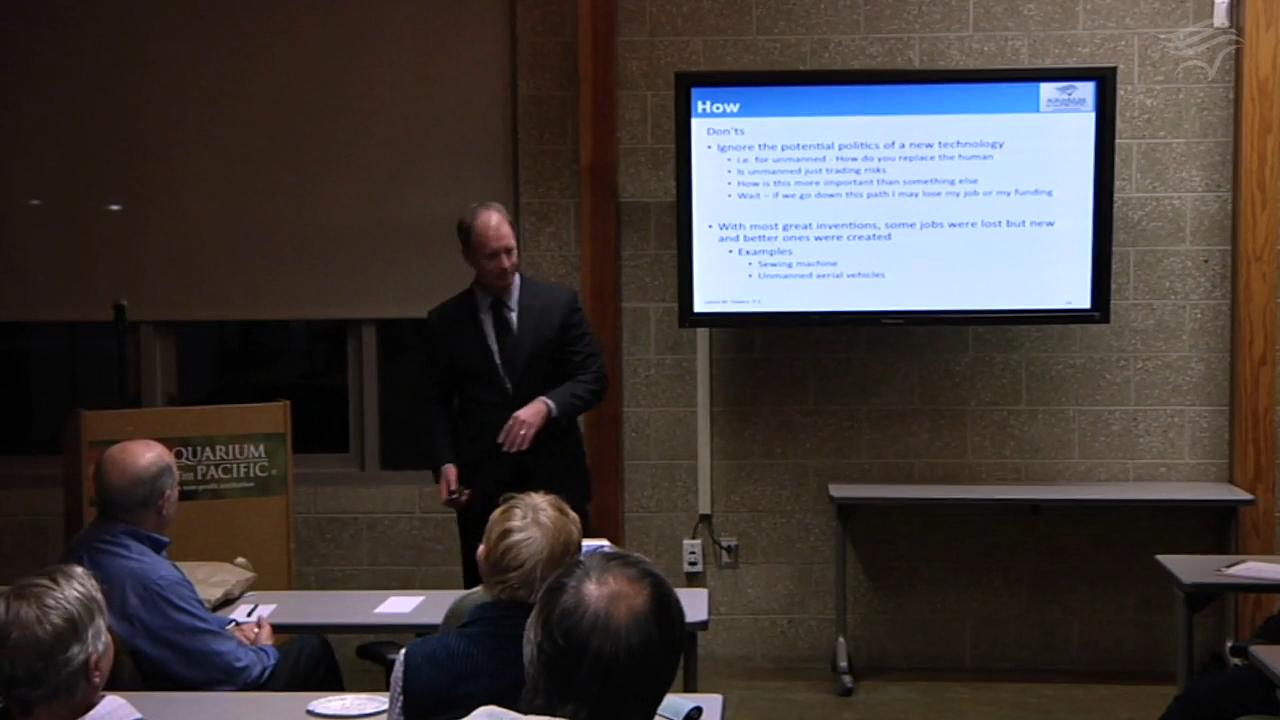 How
Don'ts
• Ignore the potential politics of a new technology
• i.e. for unmanned - How do you replace the human
• Is unmanned just trading risks
• How is this more important than something else
• Wait – if we go down this path I may lose my job or my funding
• With most great inventions, some jobs were lost but new
and better ones were created
• Examples
• Sewing machine
• Unmanned aerial vehicles
QUARIUM
PACIFIC
non-profit institution